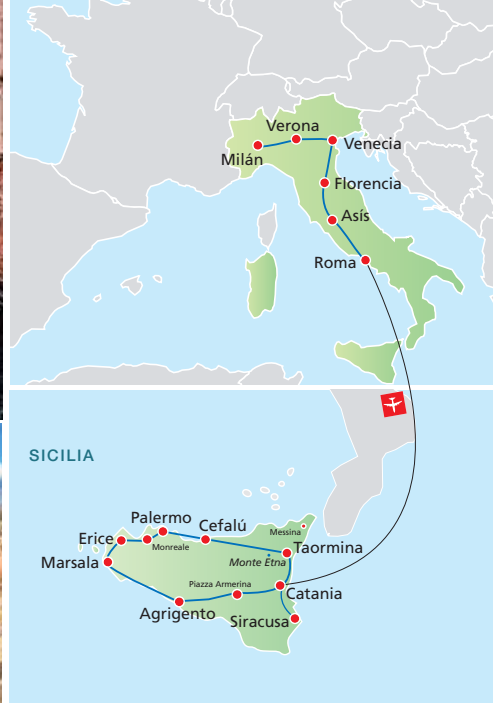 Verona
Milán
Venecia
Florencia
Asís
Roma
SICILIA
Palermo
Cefalú
Messina
Erice
Monreale
Taormina
Marsala
Monte Etna
Piazza Armerina
Catania
Agrigento
Siracusa